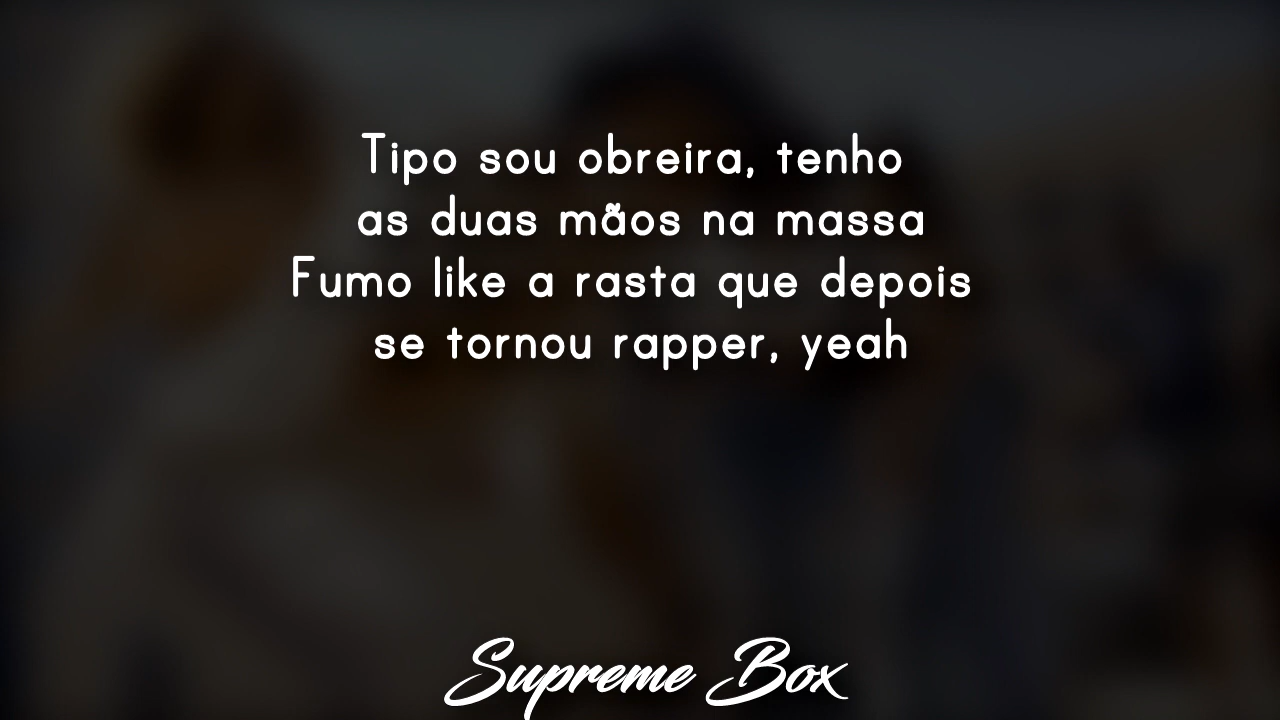 Tipo sou obreira, tenho
as duas mãos na massa
Fumo like a rasta que depois
se tornou rapper, yeah
Supreme Box